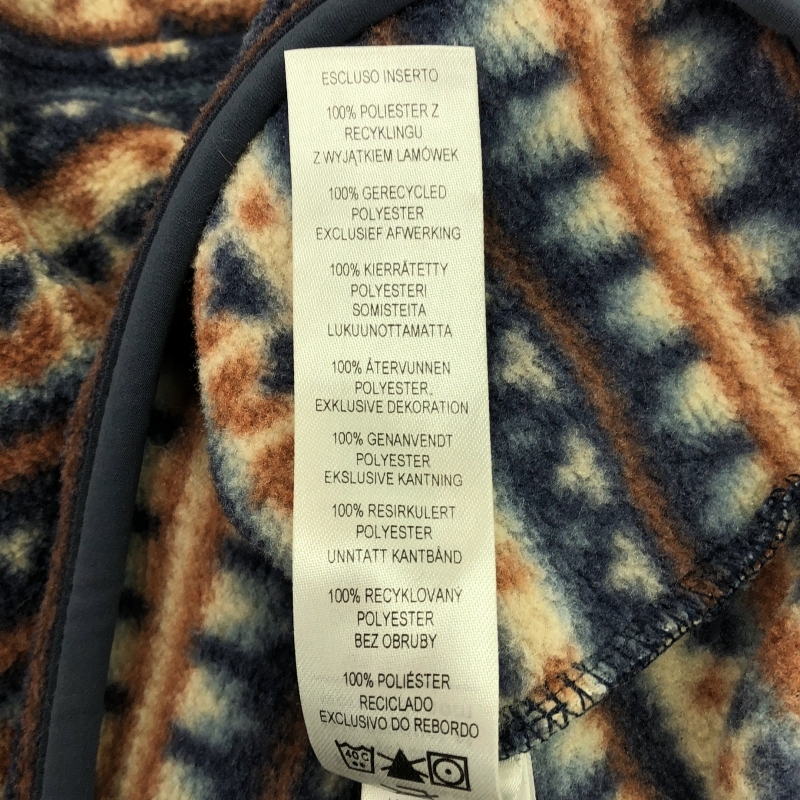 ESCLUSO INSERTO
100% POLIESTER Z
RECYKLINGU
Z WYJĄTKIEM LAMÓWEK
100% GERECYCLED
POLYESTER
EXCLUSIEF AFWERKING
100% KIERRÄTETTY
POLYESTERI
SOMISTEITA
LUKUUNOTTAMATTA
100% ÅTERVUNNEN
POLYESTER,
EXKLUSIVE DEKORATION
100% GENANVENDT
POLYESTER
EKSLUSIVE KANTNING
100% RESIRKULERT
POLYESTER
UNNTATT KANTBÅND
100% RECYKLOVANÝ
POLYESTER
BEZ OBRUBY
100% POLIÉSTER
RECICLADO
EXCLUSIVO DO REBORDO
40 C